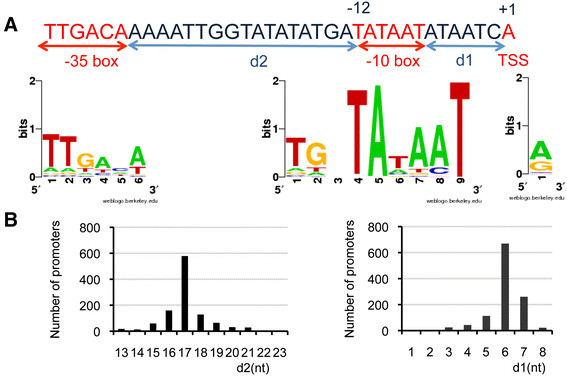 A
-12 +1
TTGACAAAAATTGGTATATATGATATAATATAATCA
-35 box d2 -10 box d1 TSS
2 2 2
bits bits bits
1 1 1
TTGAcA TG TATAAT A
0 0 0
5′ 1 2 3 4 5 6 3′ 5′ 1 2 3 4 5 6 7 8 9 3′ 5′ 1 3′
weblogo.berkeley.edu weblogo.berkeley.edu weblogo.berkeley.edu
B
Number of promoters
800
600
400
200
0
13 14 15 16 17 18 19 20 21 22 23
d2(nt)
Number of promoters
800
600
400
200
0
1 2 3 4 5 6 7 8
d1(nt)